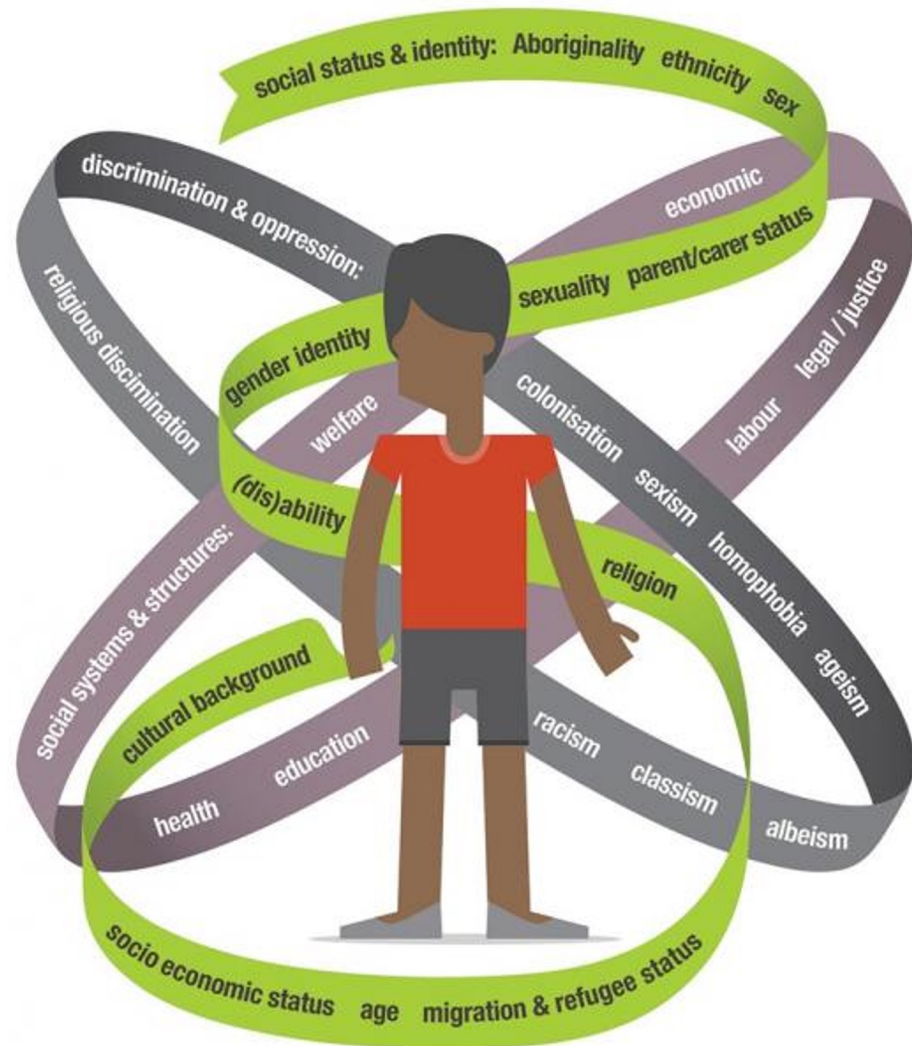 social status & identity: Aboriginality ethnicity sex
sexuality parent/carer status
gender identity
(dis)ability
religion
cultural background
socio economic status age migration & refugee status
discrimination & oppression:
colonisation sexism homophobia ageism
religious discimination
racism classism albeism
social systems & structures:
welfare
economic
legal / justice
labour
health education